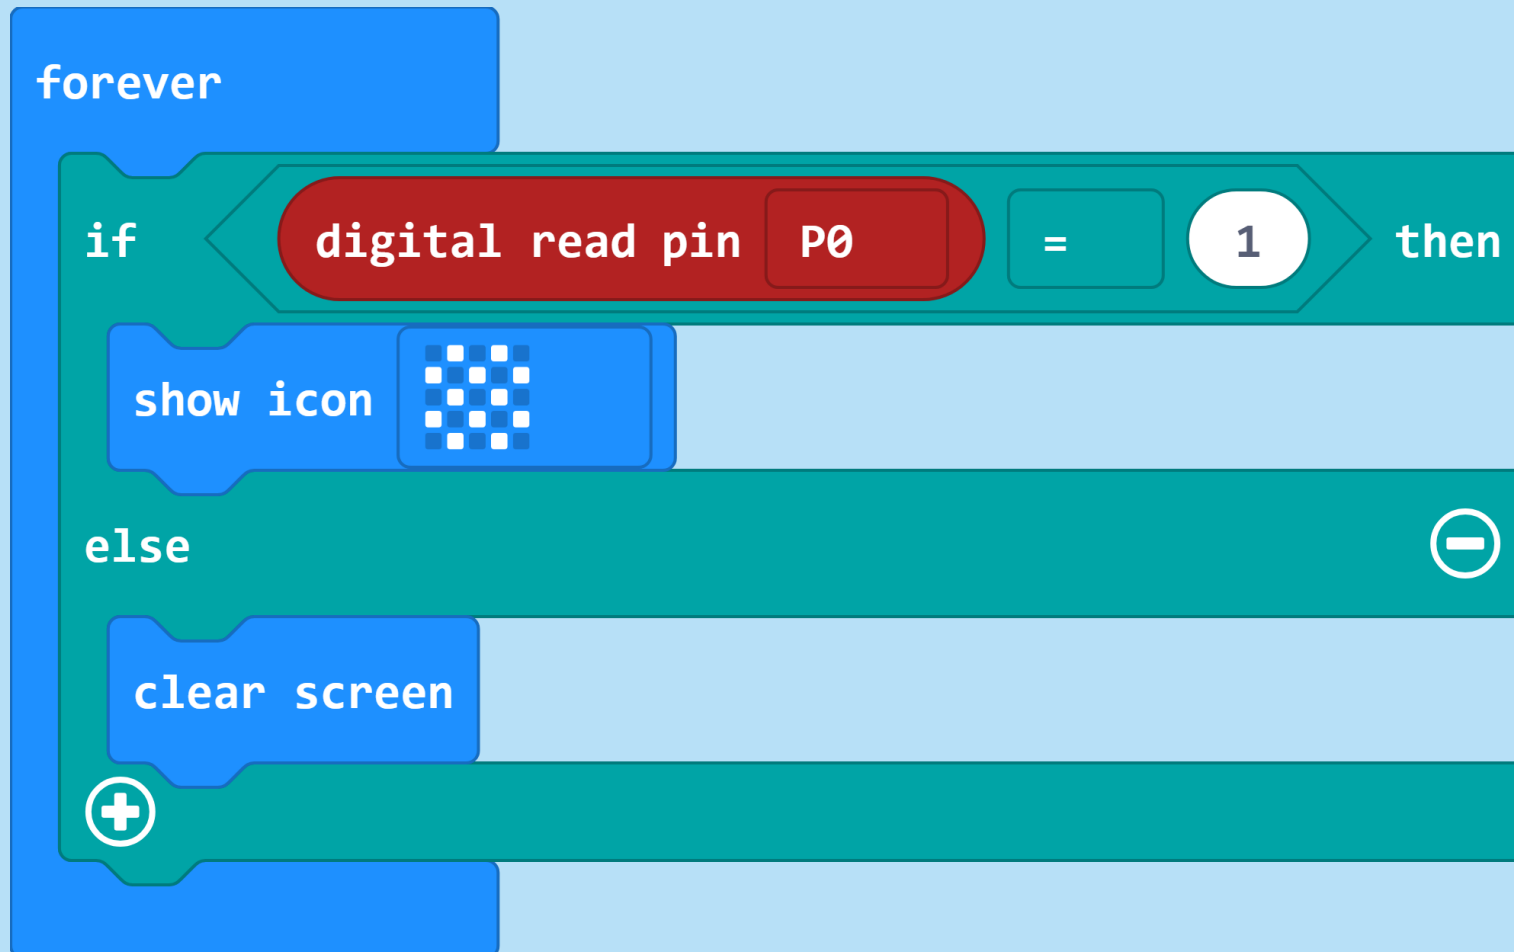 forever
if digital read pin P0 = 1 then
show icon
else
clear screen